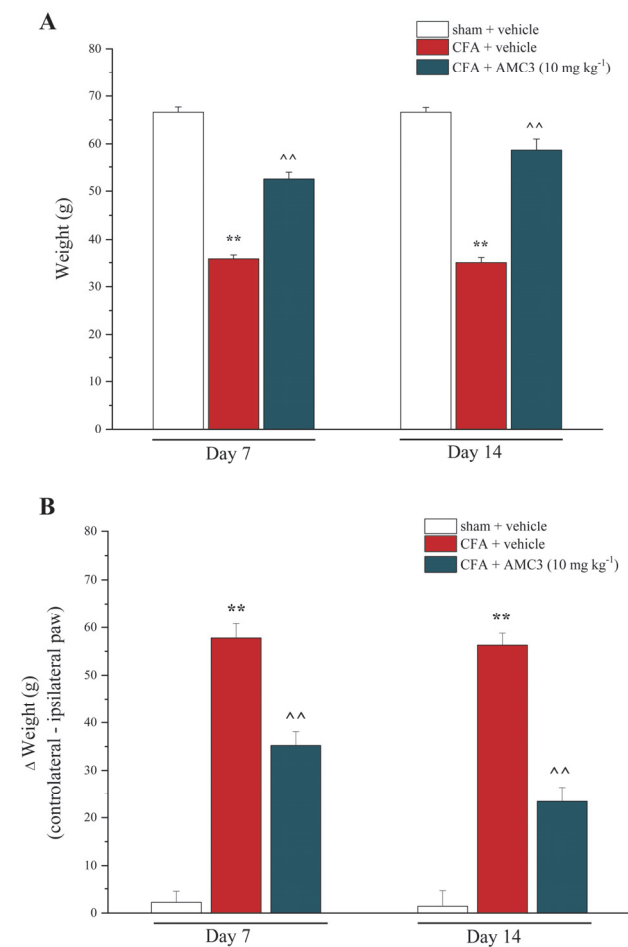 A
sham + vehicle
CFA + vehicle
CFA + AMC3 (10 mg kg⁻¹)
80
70
60
50
40
30
20
10
0
Weight (g)
^^
^^
**
**
Day 7
Day 14
B
sham + vehicle
CFA + vehicle
CFA + AMC3 (10 mg kg⁻¹)
80
70
60
50
40
30
20
10
0
Δ Weight (g)
(controlateral - ipsilateral paw)
**
**
^^
^^
Day 7
Day 14